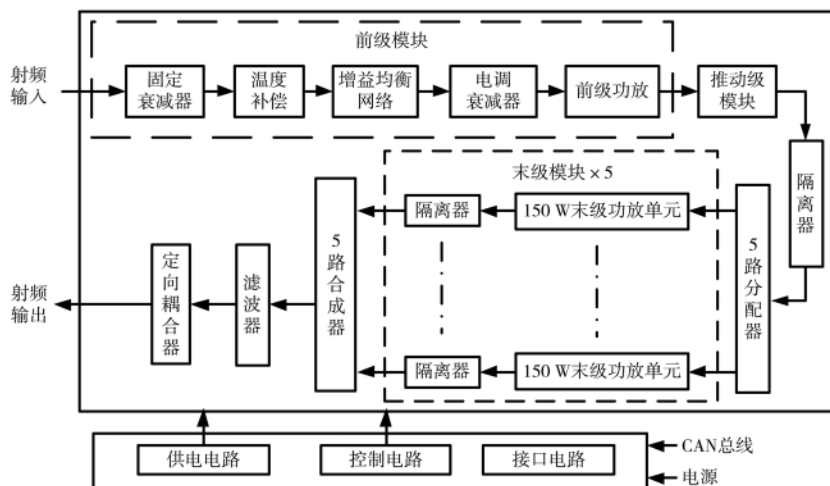 前级模块
射频
输入
固定
衰减器
温度
补偿
增益均衡
网络
电调
衰减器
前级功放
推动级
模块
隔离器
末级模块×5
隔离器
150 W末级功放单元
5路分配器
5路合成器
滤波器
定向耦合器
射频
输出
隔离器
150 W末级功放单元
供电电路
控制电路
接口电路
CAN总线
电源